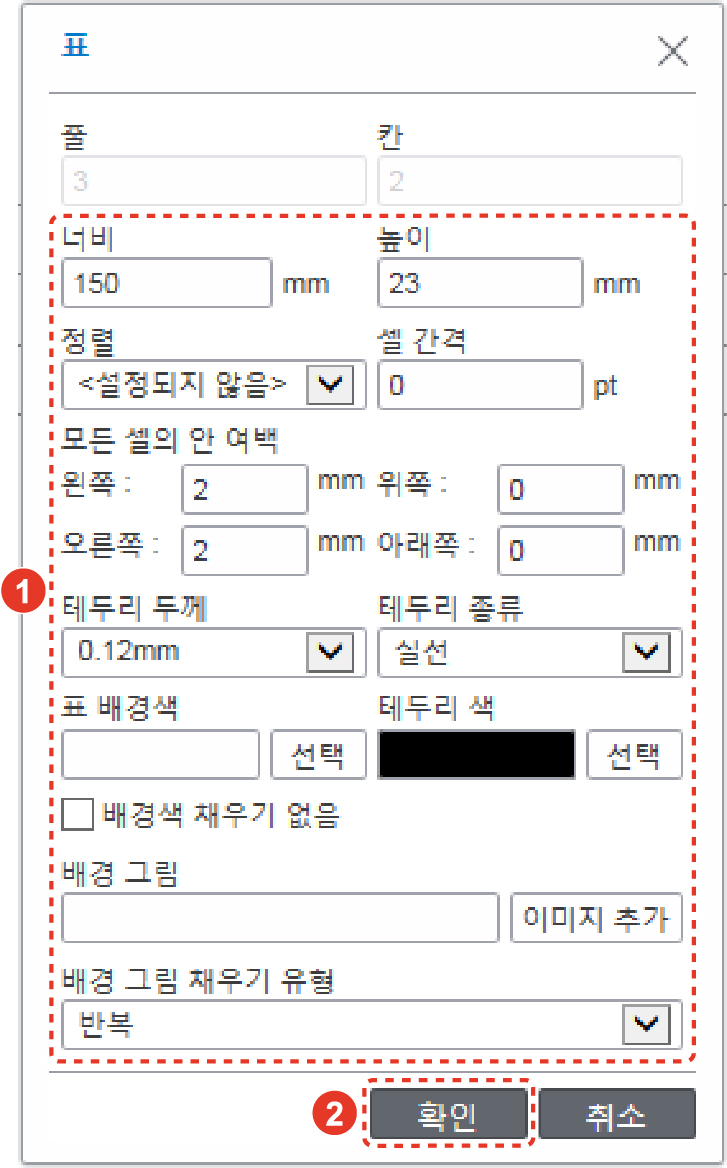 표
줄 칸
3 2
너비 높이
150 mm 23 mm
정렬 셀 간격
<설정되지 않음> 0 pt
모든 셀의 안 여백
왼쪽 : 2 mm 위쪽 : 0 mm
오른쪽 : 2 mm 아래쪽 : 0 mm
1
테두리 두께 테두리 종류
0.12mm 실선
표 배경색 테두리 색
선택 선택
배경색 채우기 없음
배경 그림
이미지 추가
배경 그림 채우기 유형
반복
2 확인 취소